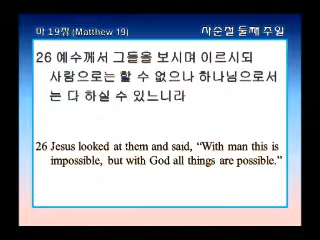 마 19장 (Matthew 19)
사순절 둘째 주일
26 예수께서 그들을 보시며 이르시되
사람으로는 할 수 없으나 하나님으로서
는 다 하실 수 있느니라
26 Jesus looked at them and said, “With man this is
impossible, but with God all things are possible.”